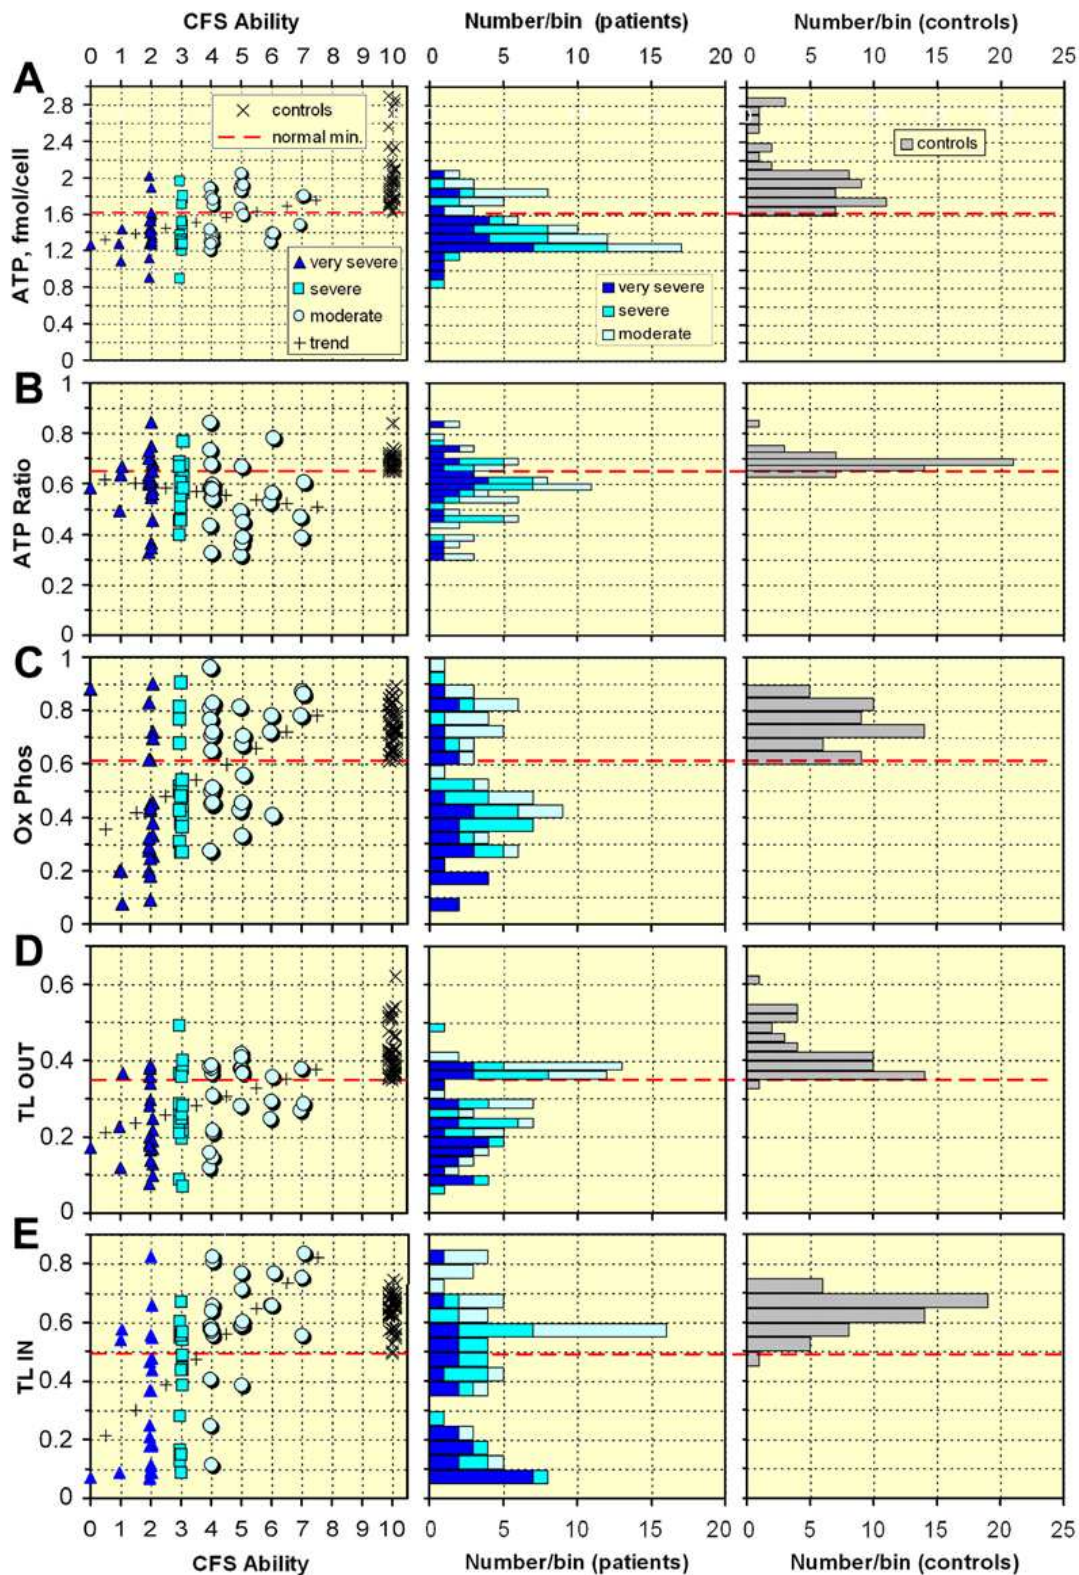 CFS Ability Number/bin (patients) Number/bin (controls)
0 1 2 3 4 5 6 7 8 9 10 0 5 10 15 20 0 5 10 15 20 25
A
ATP, fmol/cell
2.8
2.4
2
1.6
1.2
0.8
0.4
0
controls
normal min.
very severe
severe
moderate
trend
very severe
severe
moderate
controls
B
ATP Ratio
1
0.8
0.6
0.4
0.2
0
C
Ox Phos
1
0.8
0.6
0.4
0.2
0
D
TL OUT
0.6
0.4
0.2
0
E
TL IN
0.8
0.6
0.4
0.2
0
0 1 2 3 4 5 6 7 8 9 10 0 5 10 15 20 0 5 10 15 20 25
CFS Ability Number/bin (patients) Number/bin (controls)